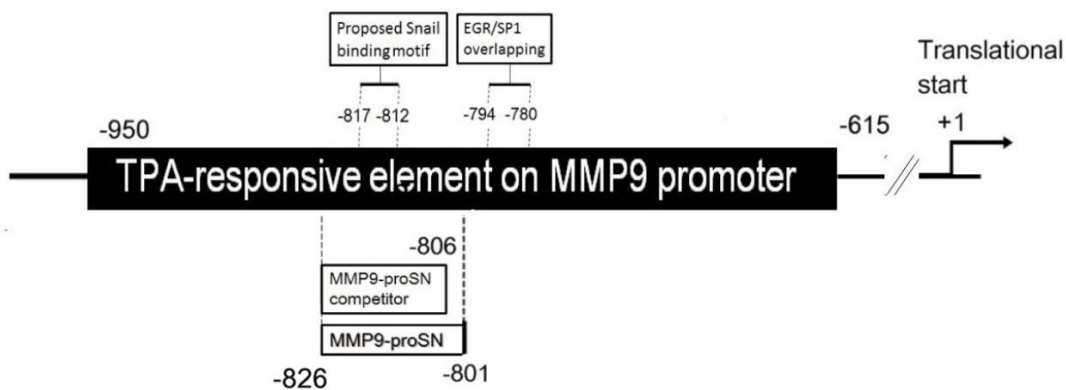 Proposed Snail
binding motif
EGR/SP1
overlapping
Translational
start
-817
-812
-794
-780
-950
-615
+1
TPA-responsive element on MMP9 promoter
-806
MMP9-proSN
competitor
MMP9-proSN
-826
-801